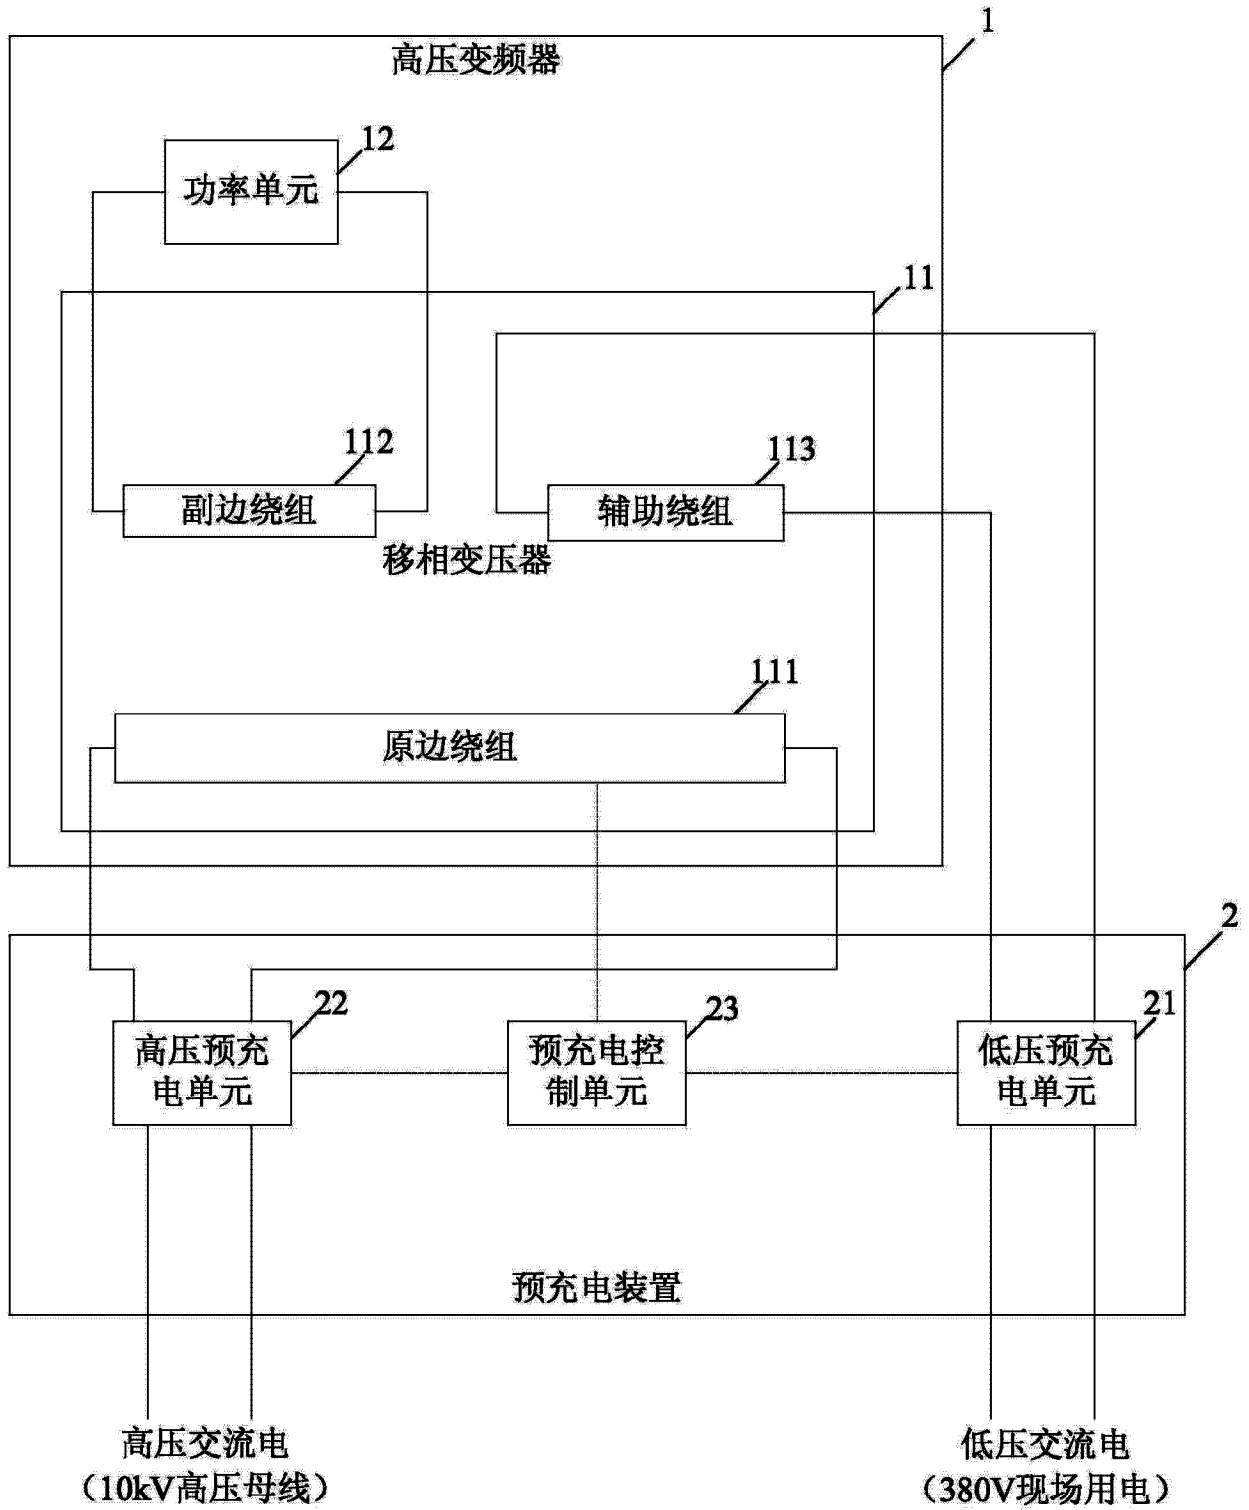 1
高压变频器
12
功率单元
11
112
113
副边绕组
辅助绕组
移相变压器
111
原边绕组
2
22
23
21
高压预充
电单元
预充电控
制单元
低压预充
电单元
预充电装置
高压交流电
（10kV高压母线）
低压交流电
（380V现场用电）